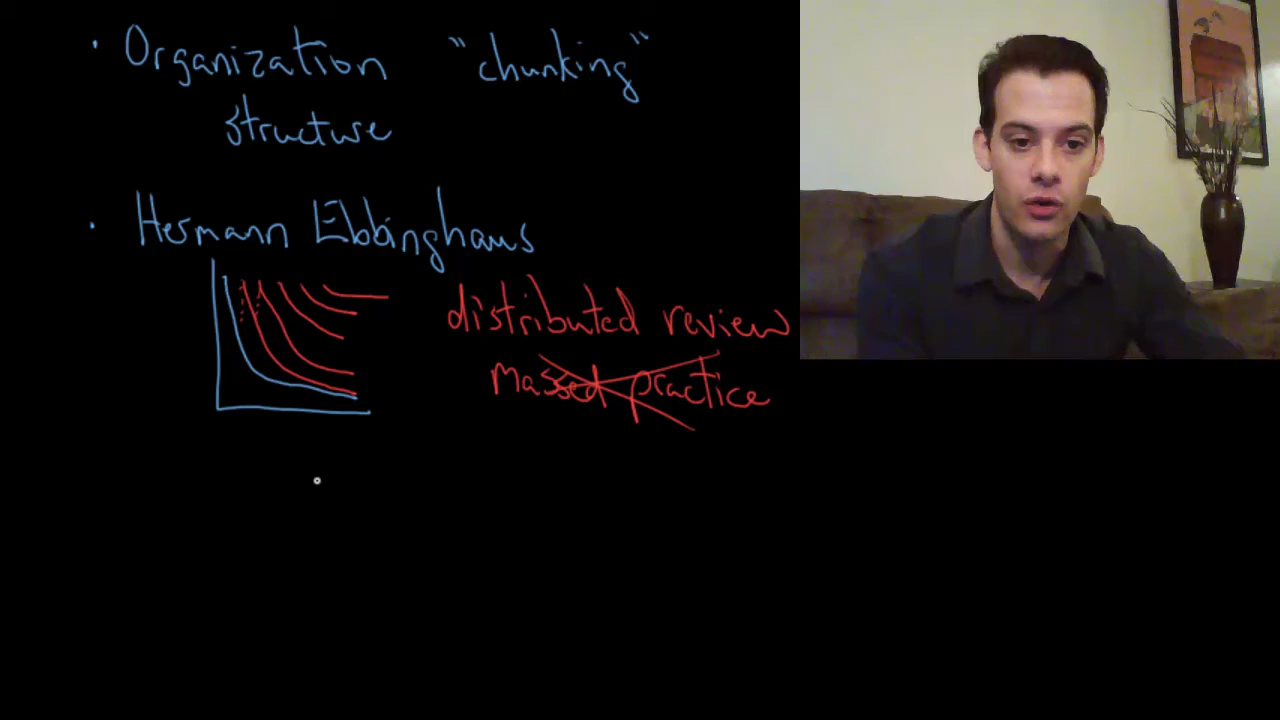 · Organization "chunking"
structure
· Hermann Ebbinghaus
distributed review
massed practice